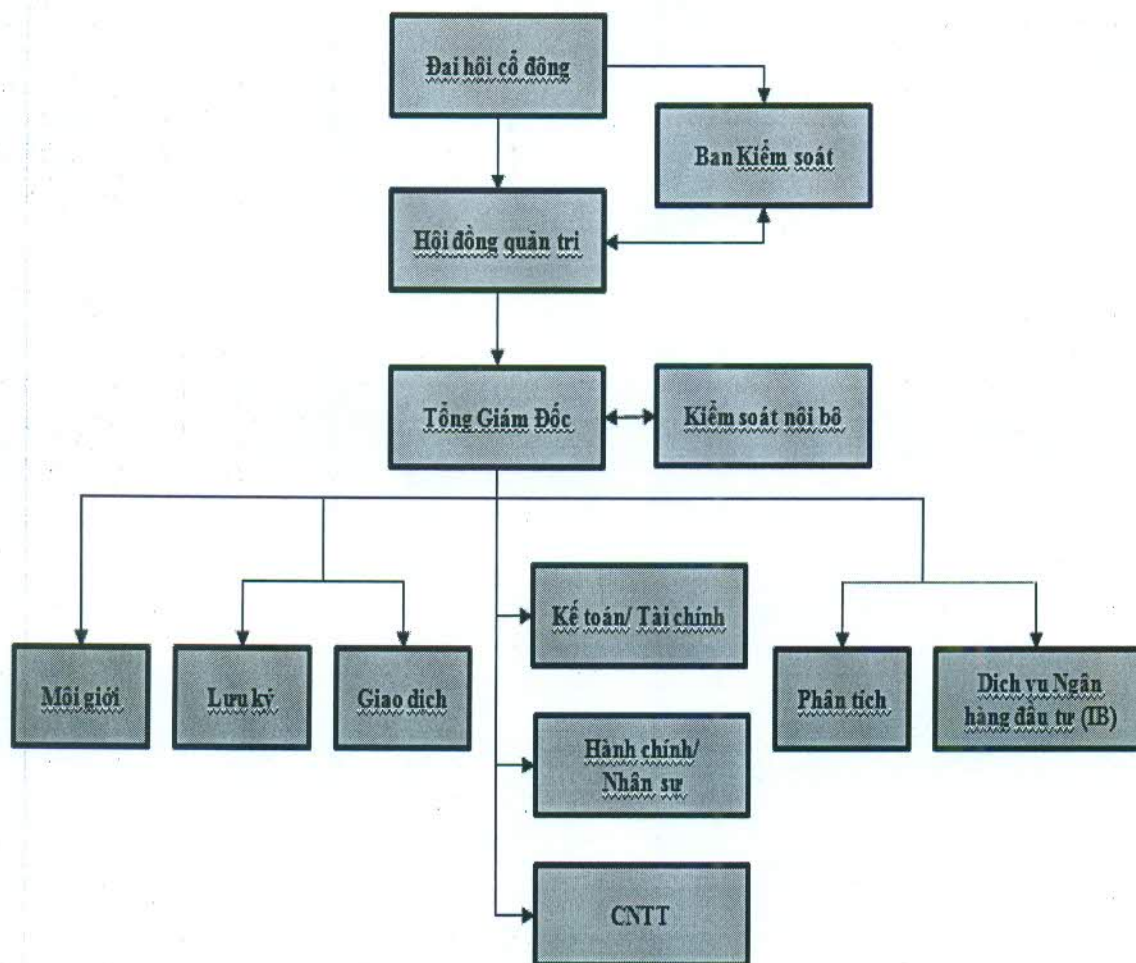 Đại hội cổ đông
Ban Kiểm soát
Hội đồng quản trị
Tổng Giám Đốc
Kiểm soát nội bộ
Kế toán/ Tài chính
Môi giới
Lưu ký
Giao dịch
Phân tích
Dịch vụ Ngân
hàng đầu tư (IB)
Hành chính/
Nhân sự
CNTT